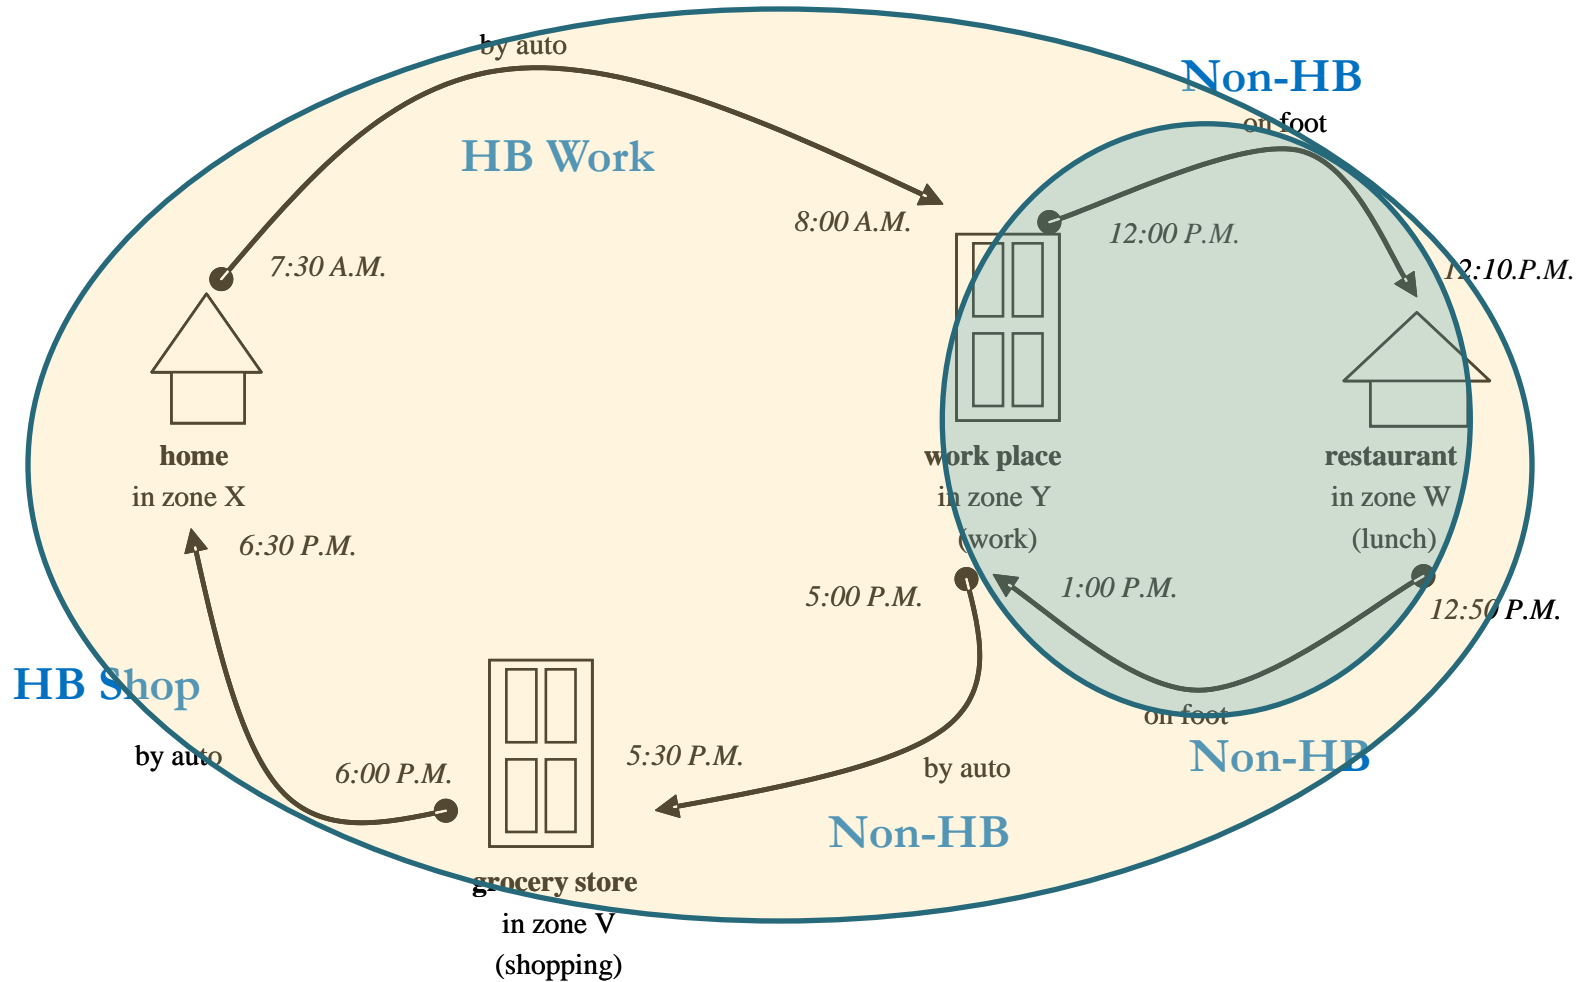 by auto
Non-HB
on foot
HB Work
8:00 A.M.
12:00 P.M.
7:30 A.M.
12:10.P.M.
home
in zone X
work place
in zone Y
(work)
restaurant
in zone W
(lunch)
6:30 P.M.
5:00 P.M.
1:00 P.M.
12:50 P.M.
HB Shop
on foot
Non-HB
by auto
6:00 P.M.
5:30 P.M.
by auto
Non-HB
grocery store
in zone V
(shopping)